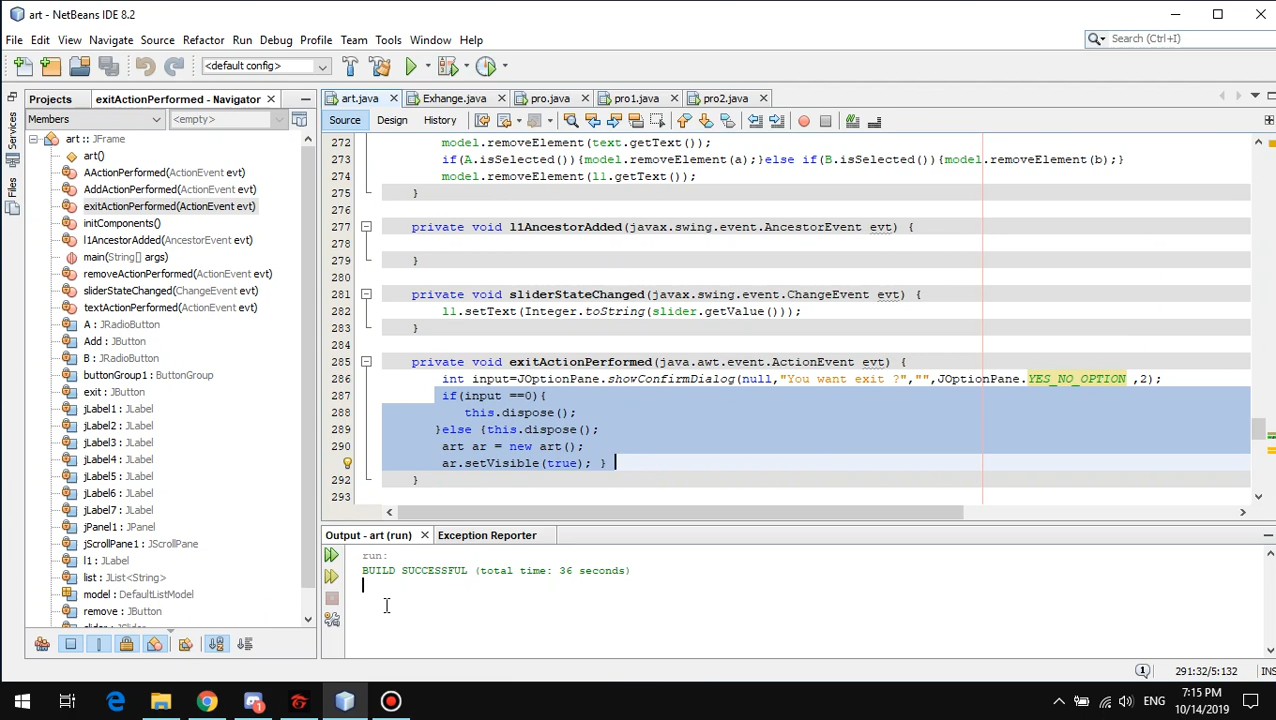 art - NetBeans IDE 8.2
File Edit View Navigate Source Refactor Run Debug Profile Team Tools Window Help
Search (Ctrl+I)
<default config>
Projects
exitActionPerformed - Navigator
art.java
Exhange.java
pro.java
pro1.java
pro2.java
Services
Files
Members
<empty>
Source Design History
art :: JFrame
art()
AActionPerformed(ActionEvent evt)
AddActionPerformed(ActionEvent evt)
exitActionPerformed(ActionEvent evt)
initComponents()
l1AncestorAdded(AncestorEvent evt)
main(String[] args)
removeActionPerformed(ActionEvent evt)
sliderStateChanged(ChangeEvent evt)
textActionPerformed(ActionEvent evt)
A : JRadioButton
Add : JButton
B : JRadioButton
buttonGroup1 : ButtonGroup
exit : JButton
jLabel1 : JLabel
jLabel2 : JLabel
jLabel3 : JLabel
jLabel4 : JLabel
jLabel5 : JLabel
jLabel6 : JLabel
jLabel7 : JLabel
jPanel1 : JPanel
jScrollPane1 : JScrollPane
l1 : JLabel
list : JList<String>
model : DefaultListModel
remove : JButton
272 model.removeElement(text.getText());
273 if(A.isSelected()){model.removeElement(a);}else if(B.isSelected()){model.removeElement(b);}
274 model.removeElement(l1.getText());
275 }
276
277 private void l1AncestorAdded(javax.swing.event.AncestorEvent evt) {
278
279 }
280
281 private void sliderStateChanged(javax.swing.event.ChangeEvent evt) {
282 l1.setText(Integer.toString(slider.getValue()));
283 }
284
285 private void exitActionPerformed(java.awt.event.ActionEvent evt) {
286 int input=JOptionPane.showConfirmDialog(null,"You want exit ?","",JOptionPane.YES_NO_OPTION ,2);
287 if(input ==0){
288 this.dispose();
289 }else {this.dispose();
290 art ar = new art();
291 ar.setVisible(true); }
292 }
293
Output - art (run)
Exception Reporter
run:
BUILD SUCCESSFUL (total time: 36 seconds)
1
291:32/5:132
INS
ENG
7:15 PM
10/14/2019